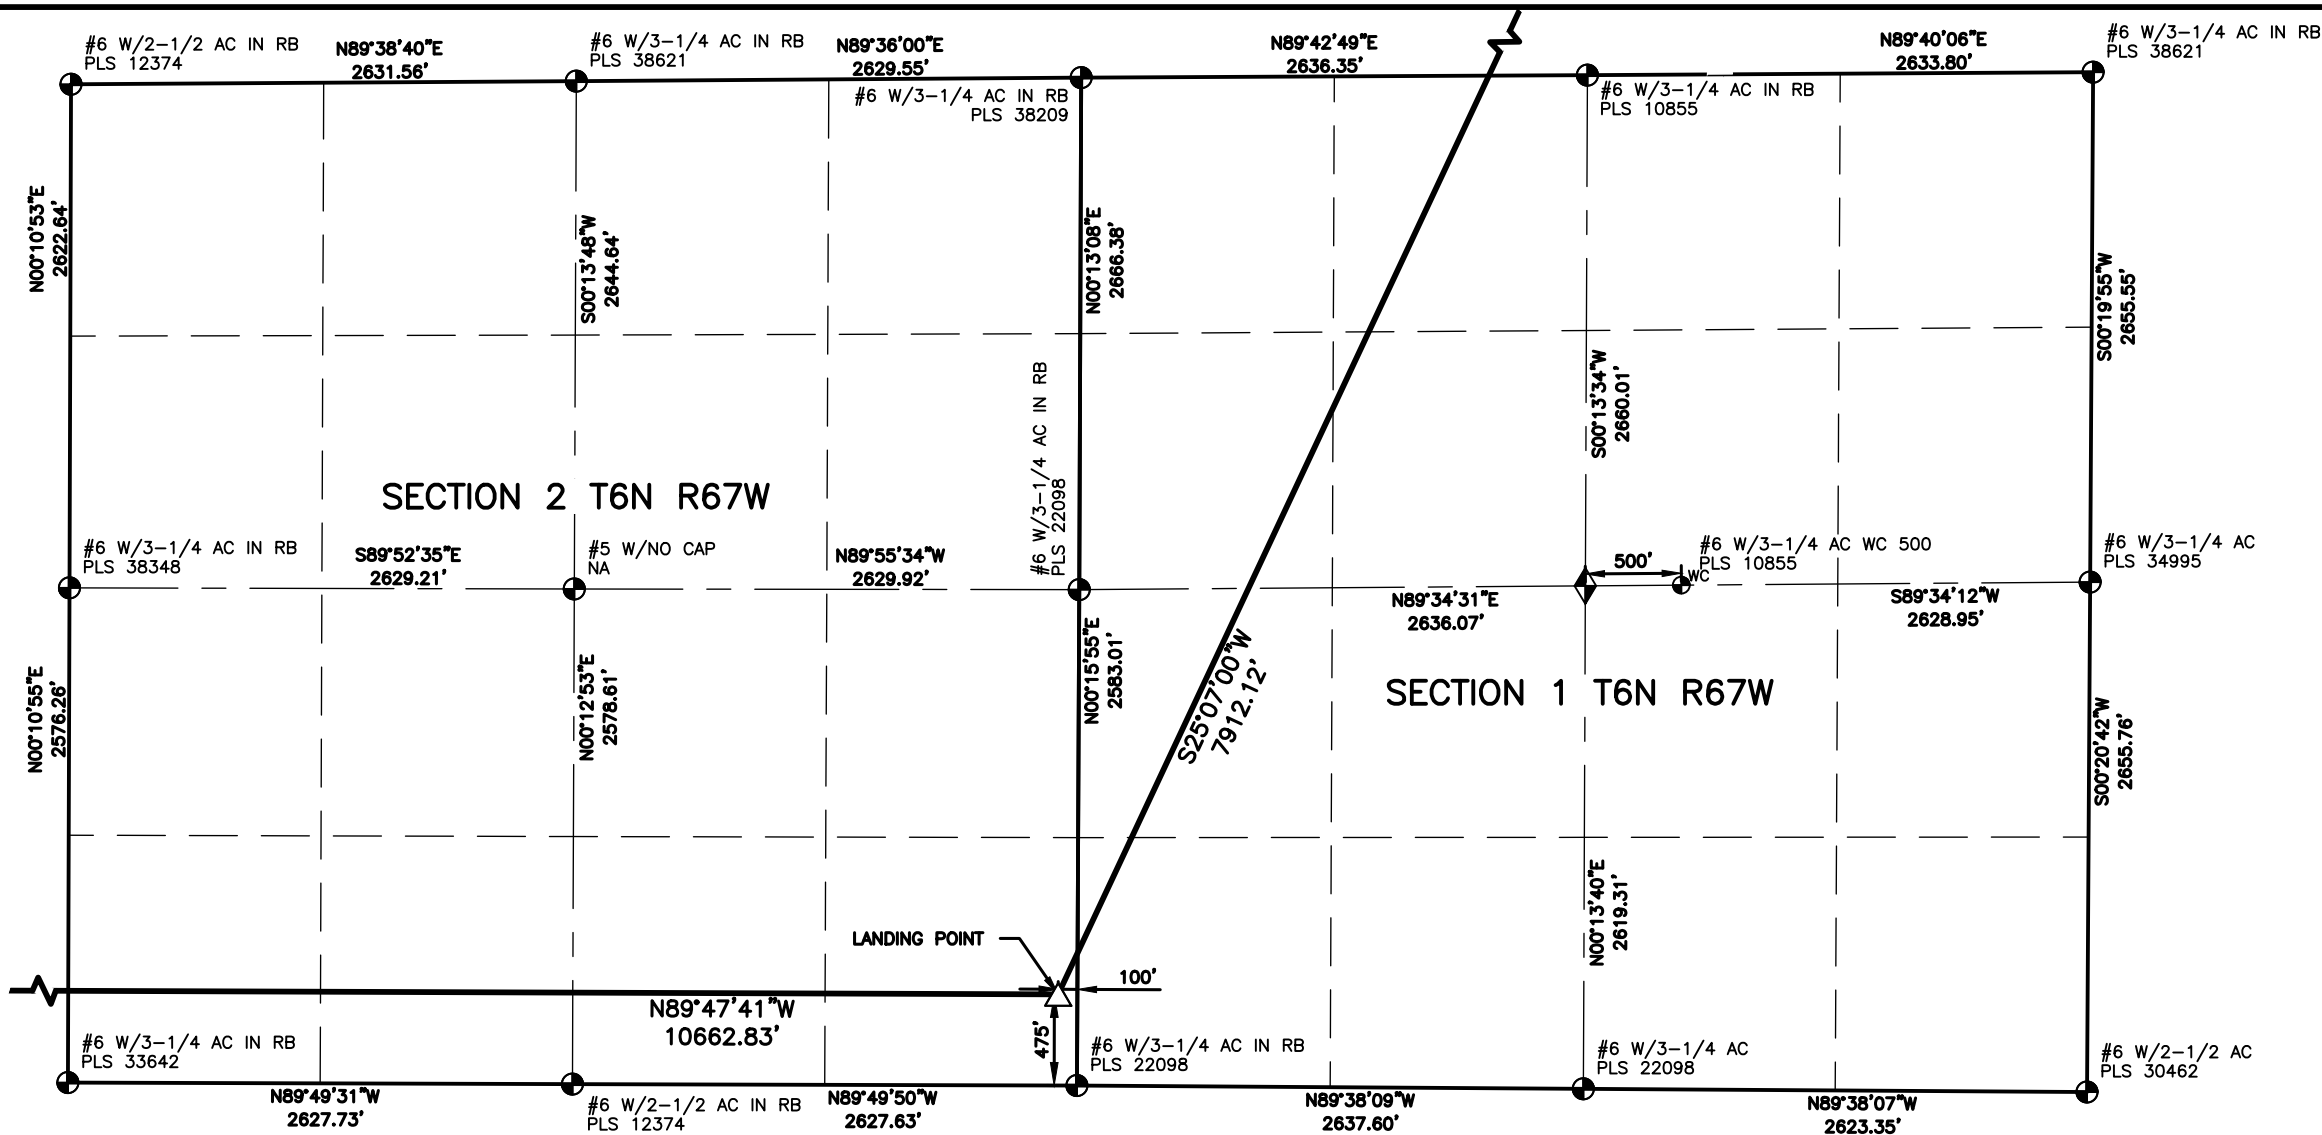 #6 W/2-1/2 AC IN RB
PLS 12374
N89°38'40"E
2631.56'
#6 W/3-1/4 AC IN RB
PLS 38621
N89°36'00"E
2629.55'
#6 W/3-1/4 AC IN RB
PLS 38209
N89°42'49"E
2636.35'
#6 W/3-1/4 AC IN RB
PLS 10855
N89°40'06"E
2633.80'
#6 W/3-1/4 AC IN RB
PLS 38621
N00°10'53"E
2622.64'
S00°13'48"W
2644.64'
N00°13'08"E
2666.38'
S00°13'34"W
2660.01'
S00°19'55"W
2655.55'
SECTION 2 T6N R67W
#6 W/3-1/4 AC IN RB
PLS 22098
#6 W/3-1/4 AC IN RB
PLS 38348
S89°52'35"E
2629.21'
#5 W/NO CAP
NA
N89°55'34"W
2629.92'
N89°34'31"E
2636.07'
500'
WC
#6 W/3-1/4 AC WC 500
PLS 10855
S89°34'12"W
2628.95'
#6 W/3-1/4 AC
PLS 34995
N00°10'55"E
2576.26'
N00°12'53"E
2578.61'
N00°15'55"E
2583.01'
S25°07'00"W
7912.12'
SECTION 1 T6N R67W
S00°20'42"W
2655.76'
N00°13'40"E
2619.31'
LANDING POINT
100'
N89°47'41"W
10662.83'
475'
#6 W/3-1/4 AC IN RB
PLS 33642
N89°49'31"W
2627.73'
#6 W/2-1/2 AC IN RB
PLS 12374
N89°49'50"W
2627.63'
#6 W/3-1/4 AC IN RB
PLS 22098
N89°38'09"W
2637.60'
#6 W/3-1/4 AC
PLS 22098
N89°38'07"W
2623.35'
#6 W/2-1/2 AC
PLS 30462